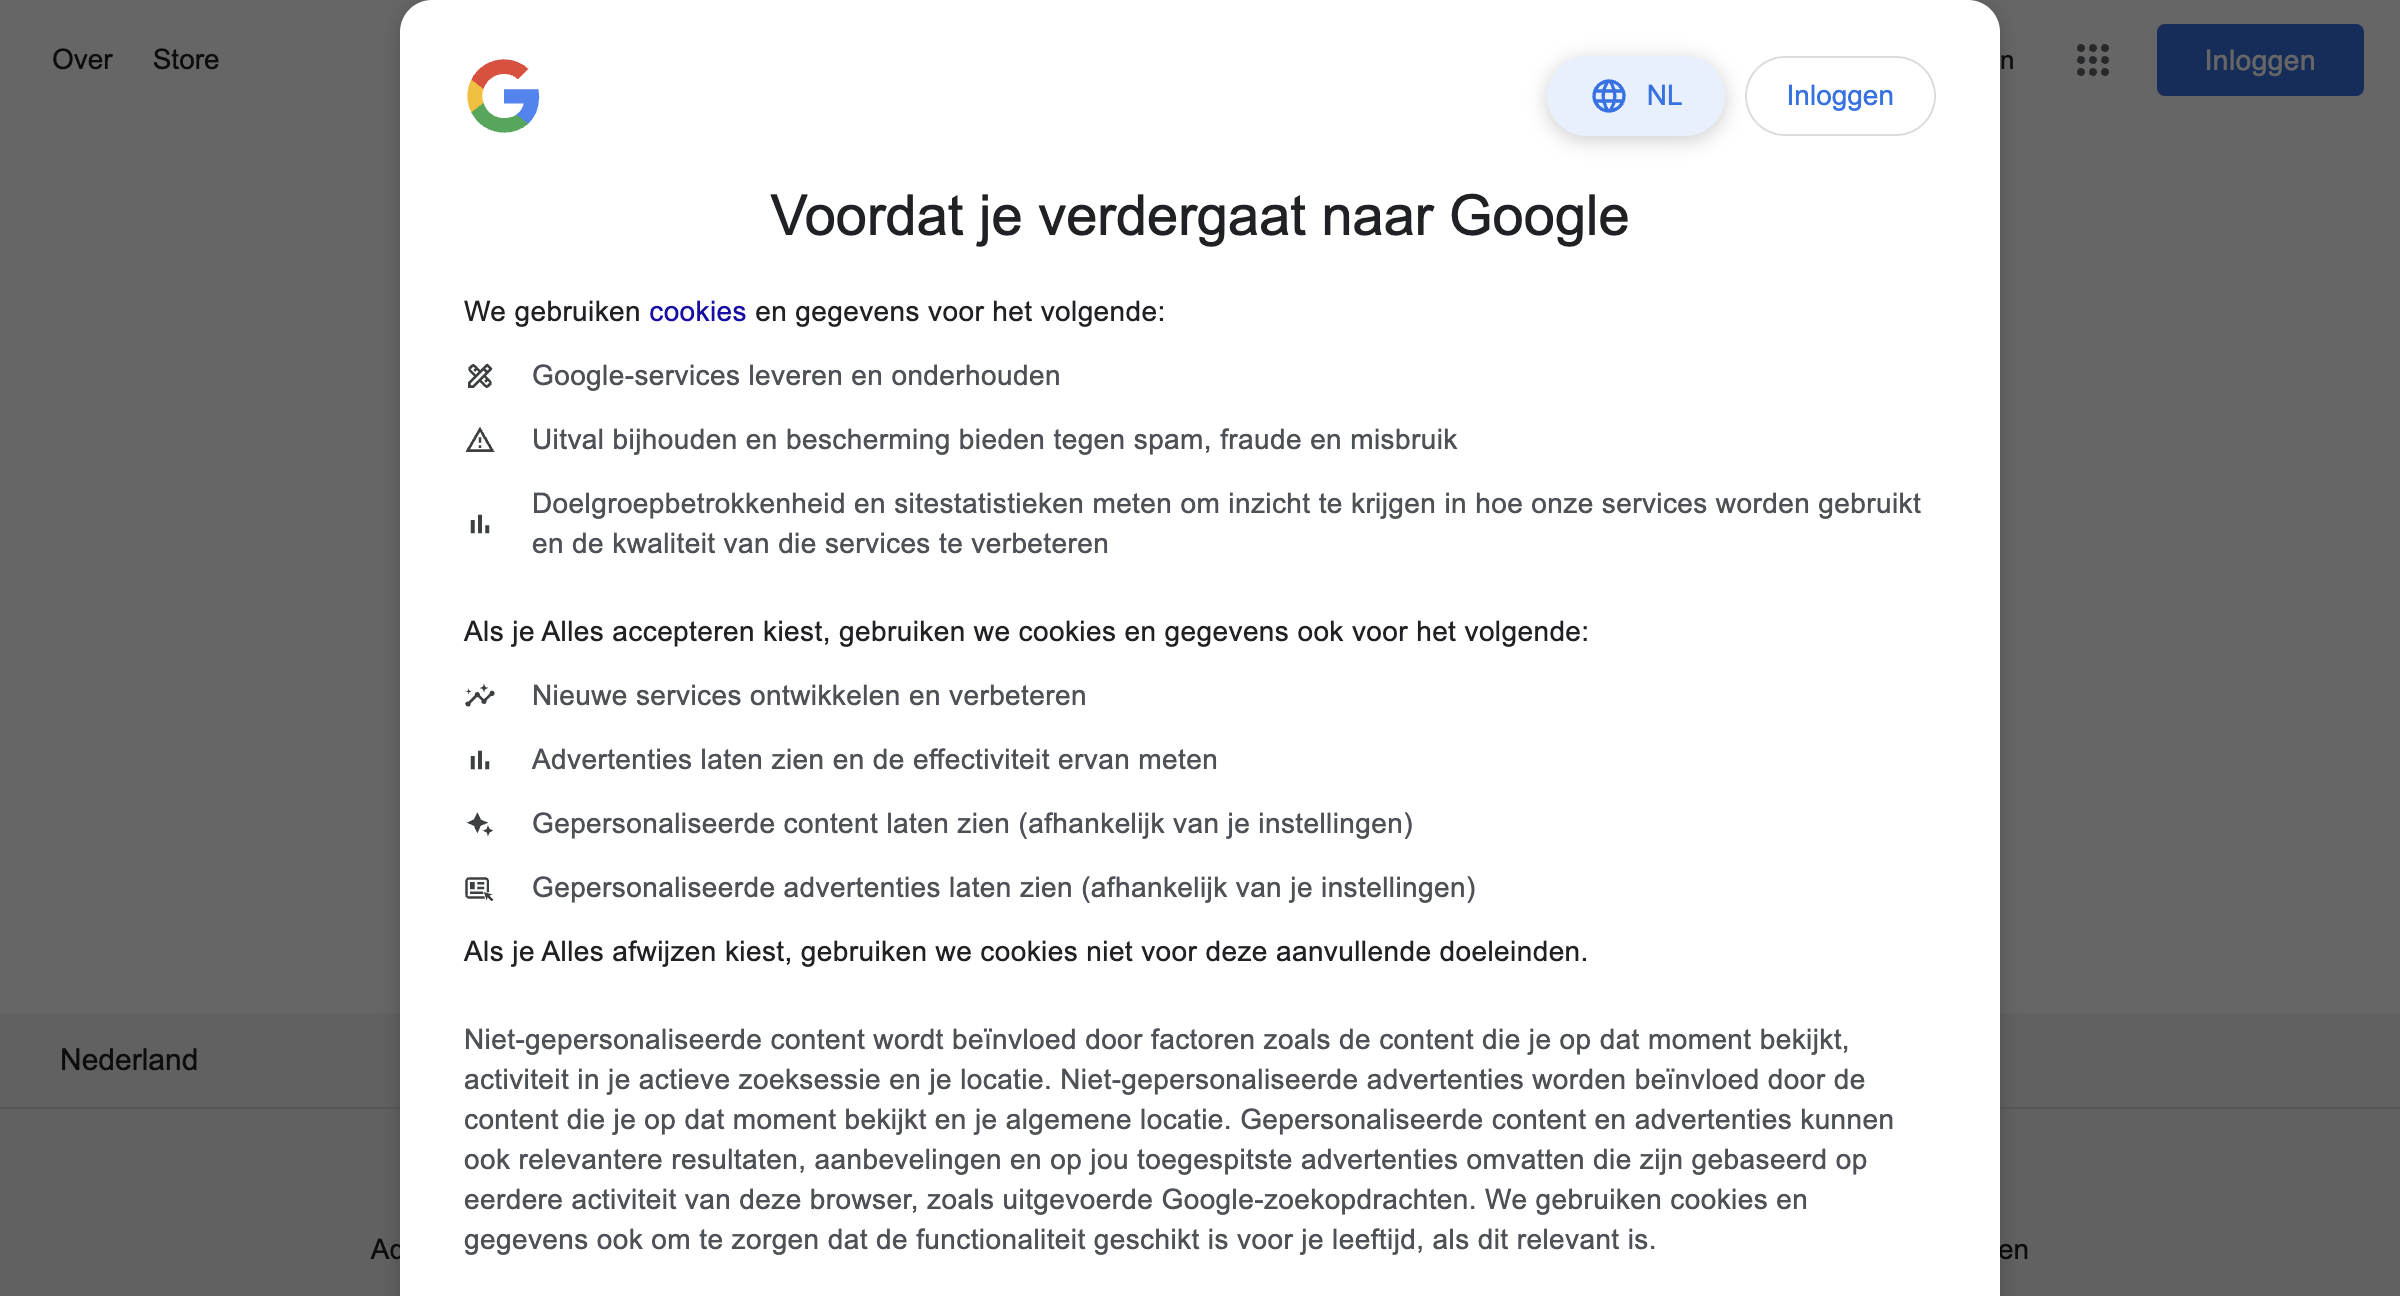 Over Store
Inloggen
NL
Inloggen
Voordat je verdergaat naar Google
We gebruiken cookies en gegevens voor het volgende:
Google-services leveren en onderhouden
Uitval bijhouden en bescherming bieden tegen spam, fraude en misbruik
Doelgroepbetrokkenheid en sitestatistieken meten om inzicht te krijgen in hoe onze services worden gebruikt
en de kwaliteit van die services te verbeteren
Als je Alles accepteren kiest, gebruiken we cookies en gegevens ook voor het volgende:
Nieuwe services ontwikkelen en verbeteren
Advertenties laten zien en de effectiviteit ervan meten
Gepersonaliseerde content laten zien (afhankelijk van je instellingen)
Gepersonaliseerde advertenties laten zien (afhankelijk van je instellingen)
Als je Alles afwijzen kiest, gebruiken we cookies niet voor deze aanvullende doeleinden.
Niet-gepersonaliseerde content wordt beïnvloed door factoren zoals de content die je op dat moment bekijkt,
activiteit in je actieve zoeksessie en je locatie. Niet-gepersonaliseerde advertenties worden beïnvloed door de
content die je op dat moment bekijkt en je algemene locatie. Gepersonaliseerde content en advertenties kunnen
ook relevantere resultaten, aanbevelingen en op jou toegespitste advertenties omvatten die zijn gebaseerd op
eerdere activiteit van deze browser, zoals uitgevoerde Google-zoekopdrachten. We gebruiken cookies en
gegevens ook om te zorgen dat de functionaliteit geschikt is voor je leeftijd, als dit relevant is.
Nederland